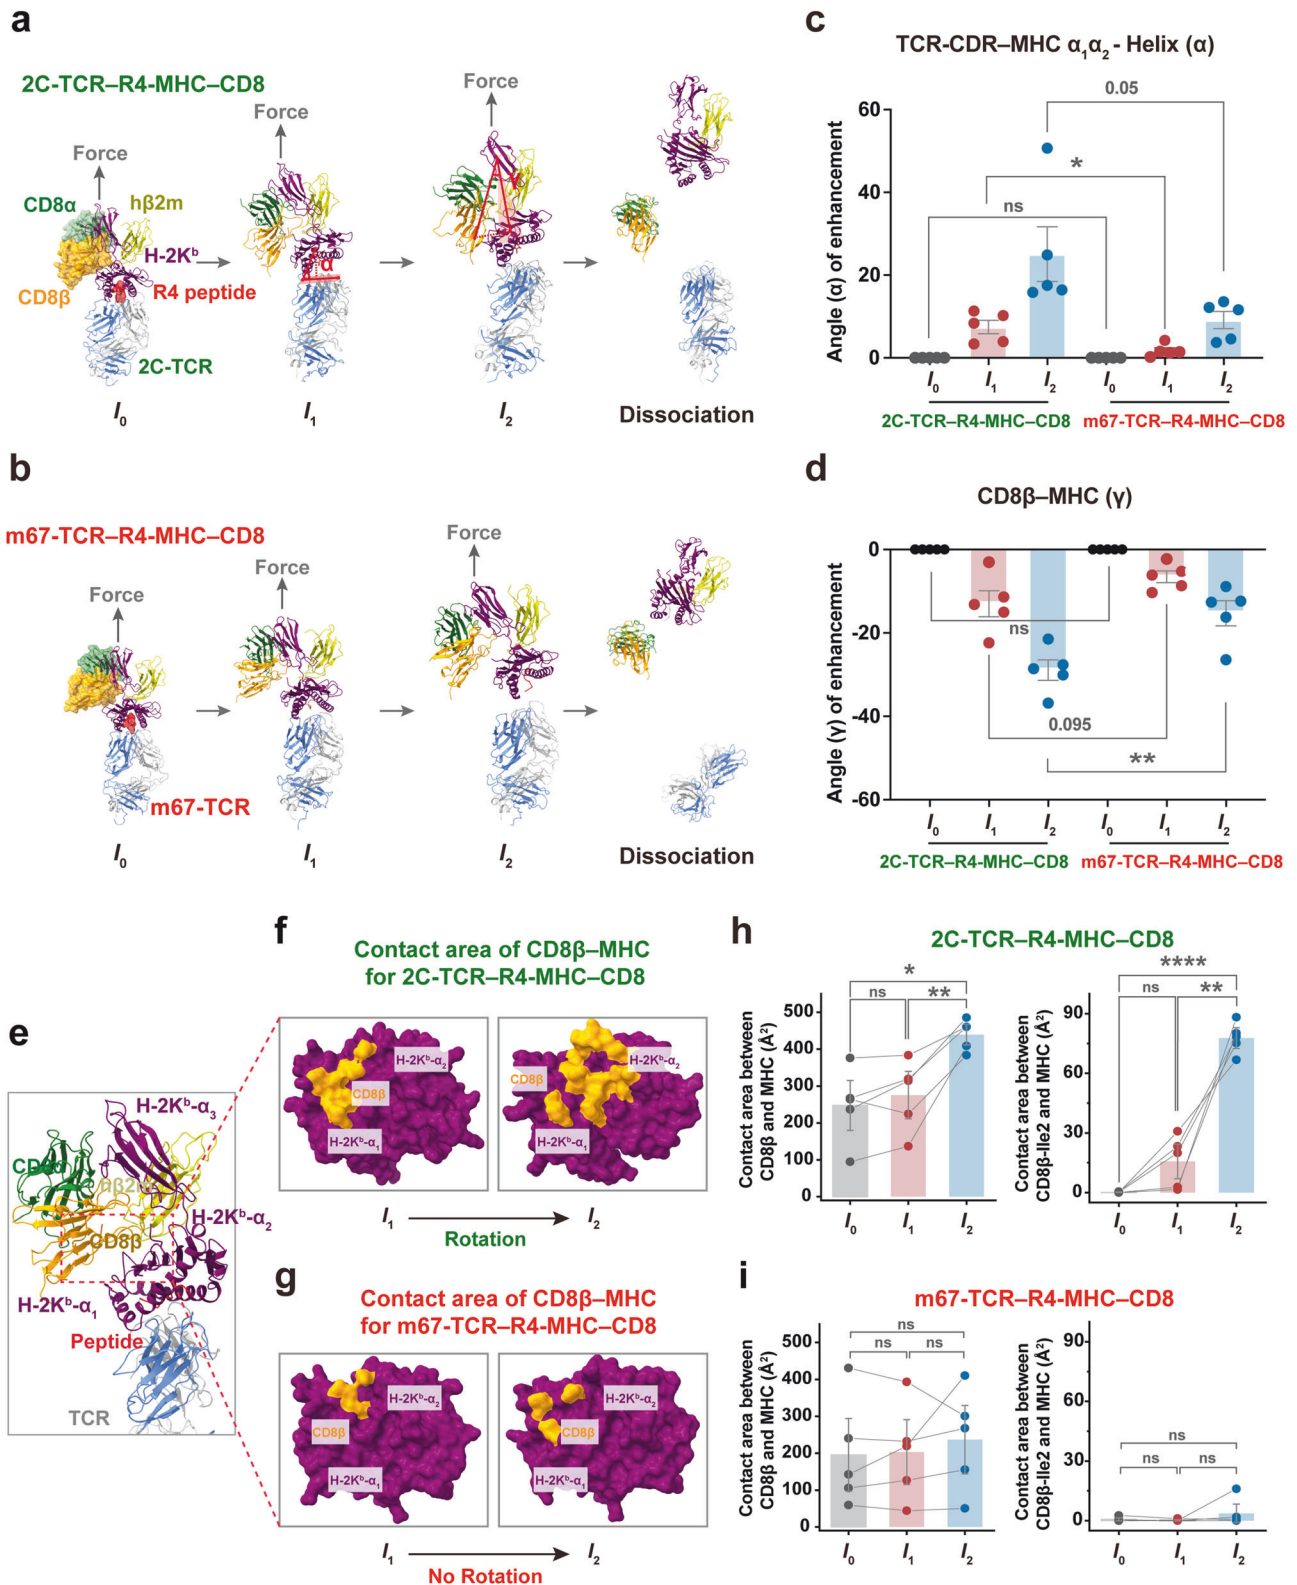 a
2C-TCR–R4-MHC–CD8
Force
Force
Force
CD8α
hβ2m
H-2Kᵇ
CD8β
R4 peptide
2C-TCR
α
I₀
I₁
I₂
Dissociation
b
m67-TCR–R4-MHC–CD8
Force
Force
Force
m67-TCR
I₀
I₁
I₂
Dissociation
c
TCR-CDR–MHC α₁α₂ - Helix (α)
Angle (α) of enhancement
60
40
20
0
0.05
*
ns
I₀
I₁
I₂
I₀
I₁
I₂
2C-TCR–R4-MHC–CD8
m67-TCR–R4-MHC–CD8
d
CD8β–MHC (γ)
Angle (γ) of enhancement
0
-20
-40
-60
ns
0.095
**
I₀
I₁
I₂
I₀
I₁
I₂
2C-TCR–R4-MHC–CD8
m67-TCR–R4-MHC–CD8
e
H-2Kᵇ-α₃
hβ2m
H-2Kᵇ-α₂
CD8β
H-2Kᵇ-α₁
Peptide
TCR
f
Contact area of CD8β–MHC
for 2C-TCR–R4-MHC–CD8
H-2Kᵇ-α₂
CD8β
H-2Kᵇ-α₁
H-2Kᵇ-α₂
CD8β
H-2Kᵇ-α₁
I₁
I₂
Rotation
g
Contact area of CD8β–MHC
for m67-TCR–R4-MHC–CD8
H-2Kᵇ-α₂
CD8β
H-2Kᵇ-α₁
H-2Kᵇ-α₂
CD8β
H-2Kᵇ-α₁
I₁
I₂
No Rotation
h
2C-TCR–R4-MHC–CD8
Contact area between
CD8β and MHC (Å²)
500
400
300
200
100
0
*
ns
**
I₀
I₁
I₂
Contact area between
CD8β-Ile2 and MHC (Å²)
90
60
30
0
****
ns
**
I₀
I₁
I₂
i
m67-TCR–R4-MHC–CD8
Contact area between
CD8β and MHC (Å²)
500
400
300
200
100
0
ns
ns
ns
I₀
I₁
I₂
Contact area between
CD8β-Ile2 and MHC (Å²)
90
60
30
0
ns
ns
ns
I₀
I₁
I₂